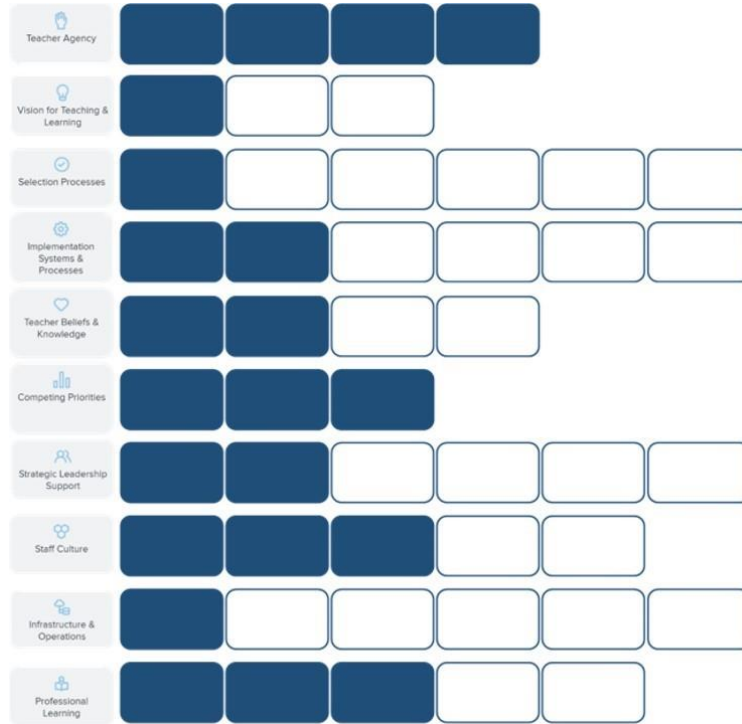 Teacher Agency
Vision for Teaching &
Learning
Selection Processes
Implementation
Systems &
Processes
Teacher Beliefs &
Knowledge
Competing Priorities
Strategic Leadership
Support
Staff Culture
Infrastructure &
Operations
Professional
Learning